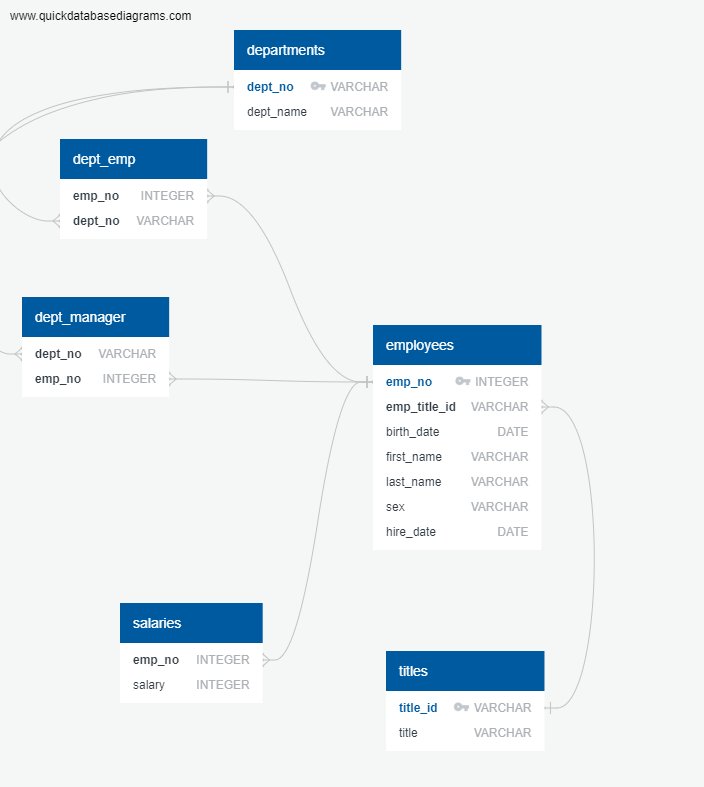 www.quickdatabasediagrams.com
departments
dept_no VARCHAR
dept_name VARCHAR
dept_emp
emp_no INTEGER
dept_no VARCHAR
dept_manager
dept_no VARCHAR
emp_no INTEGER
employees
emp_no INTEGER
emp_title_id VARCHAR
birth_date DATE
first_name VARCHAR
last_name VARCHAR
sex VARCHAR
hire_date DATE
salaries
emp_no INTEGER
salary INTEGER
titles
title_id VARCHAR
title VARCHAR